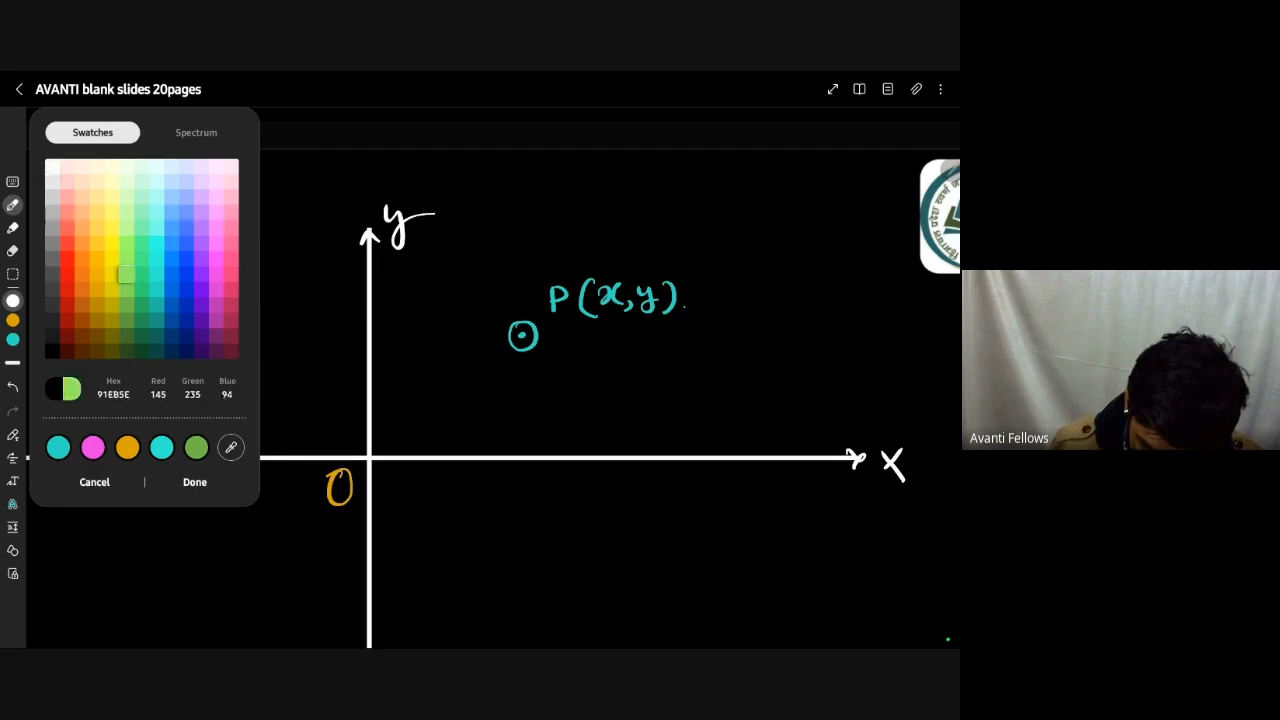 AVANTI blank slides 20pages
Swatches
Spectrum
y
P(x,y).
Hex Red Green Blue
91EB5E 145 235 94
Avanti Fellows
X
O
Cancel | Done